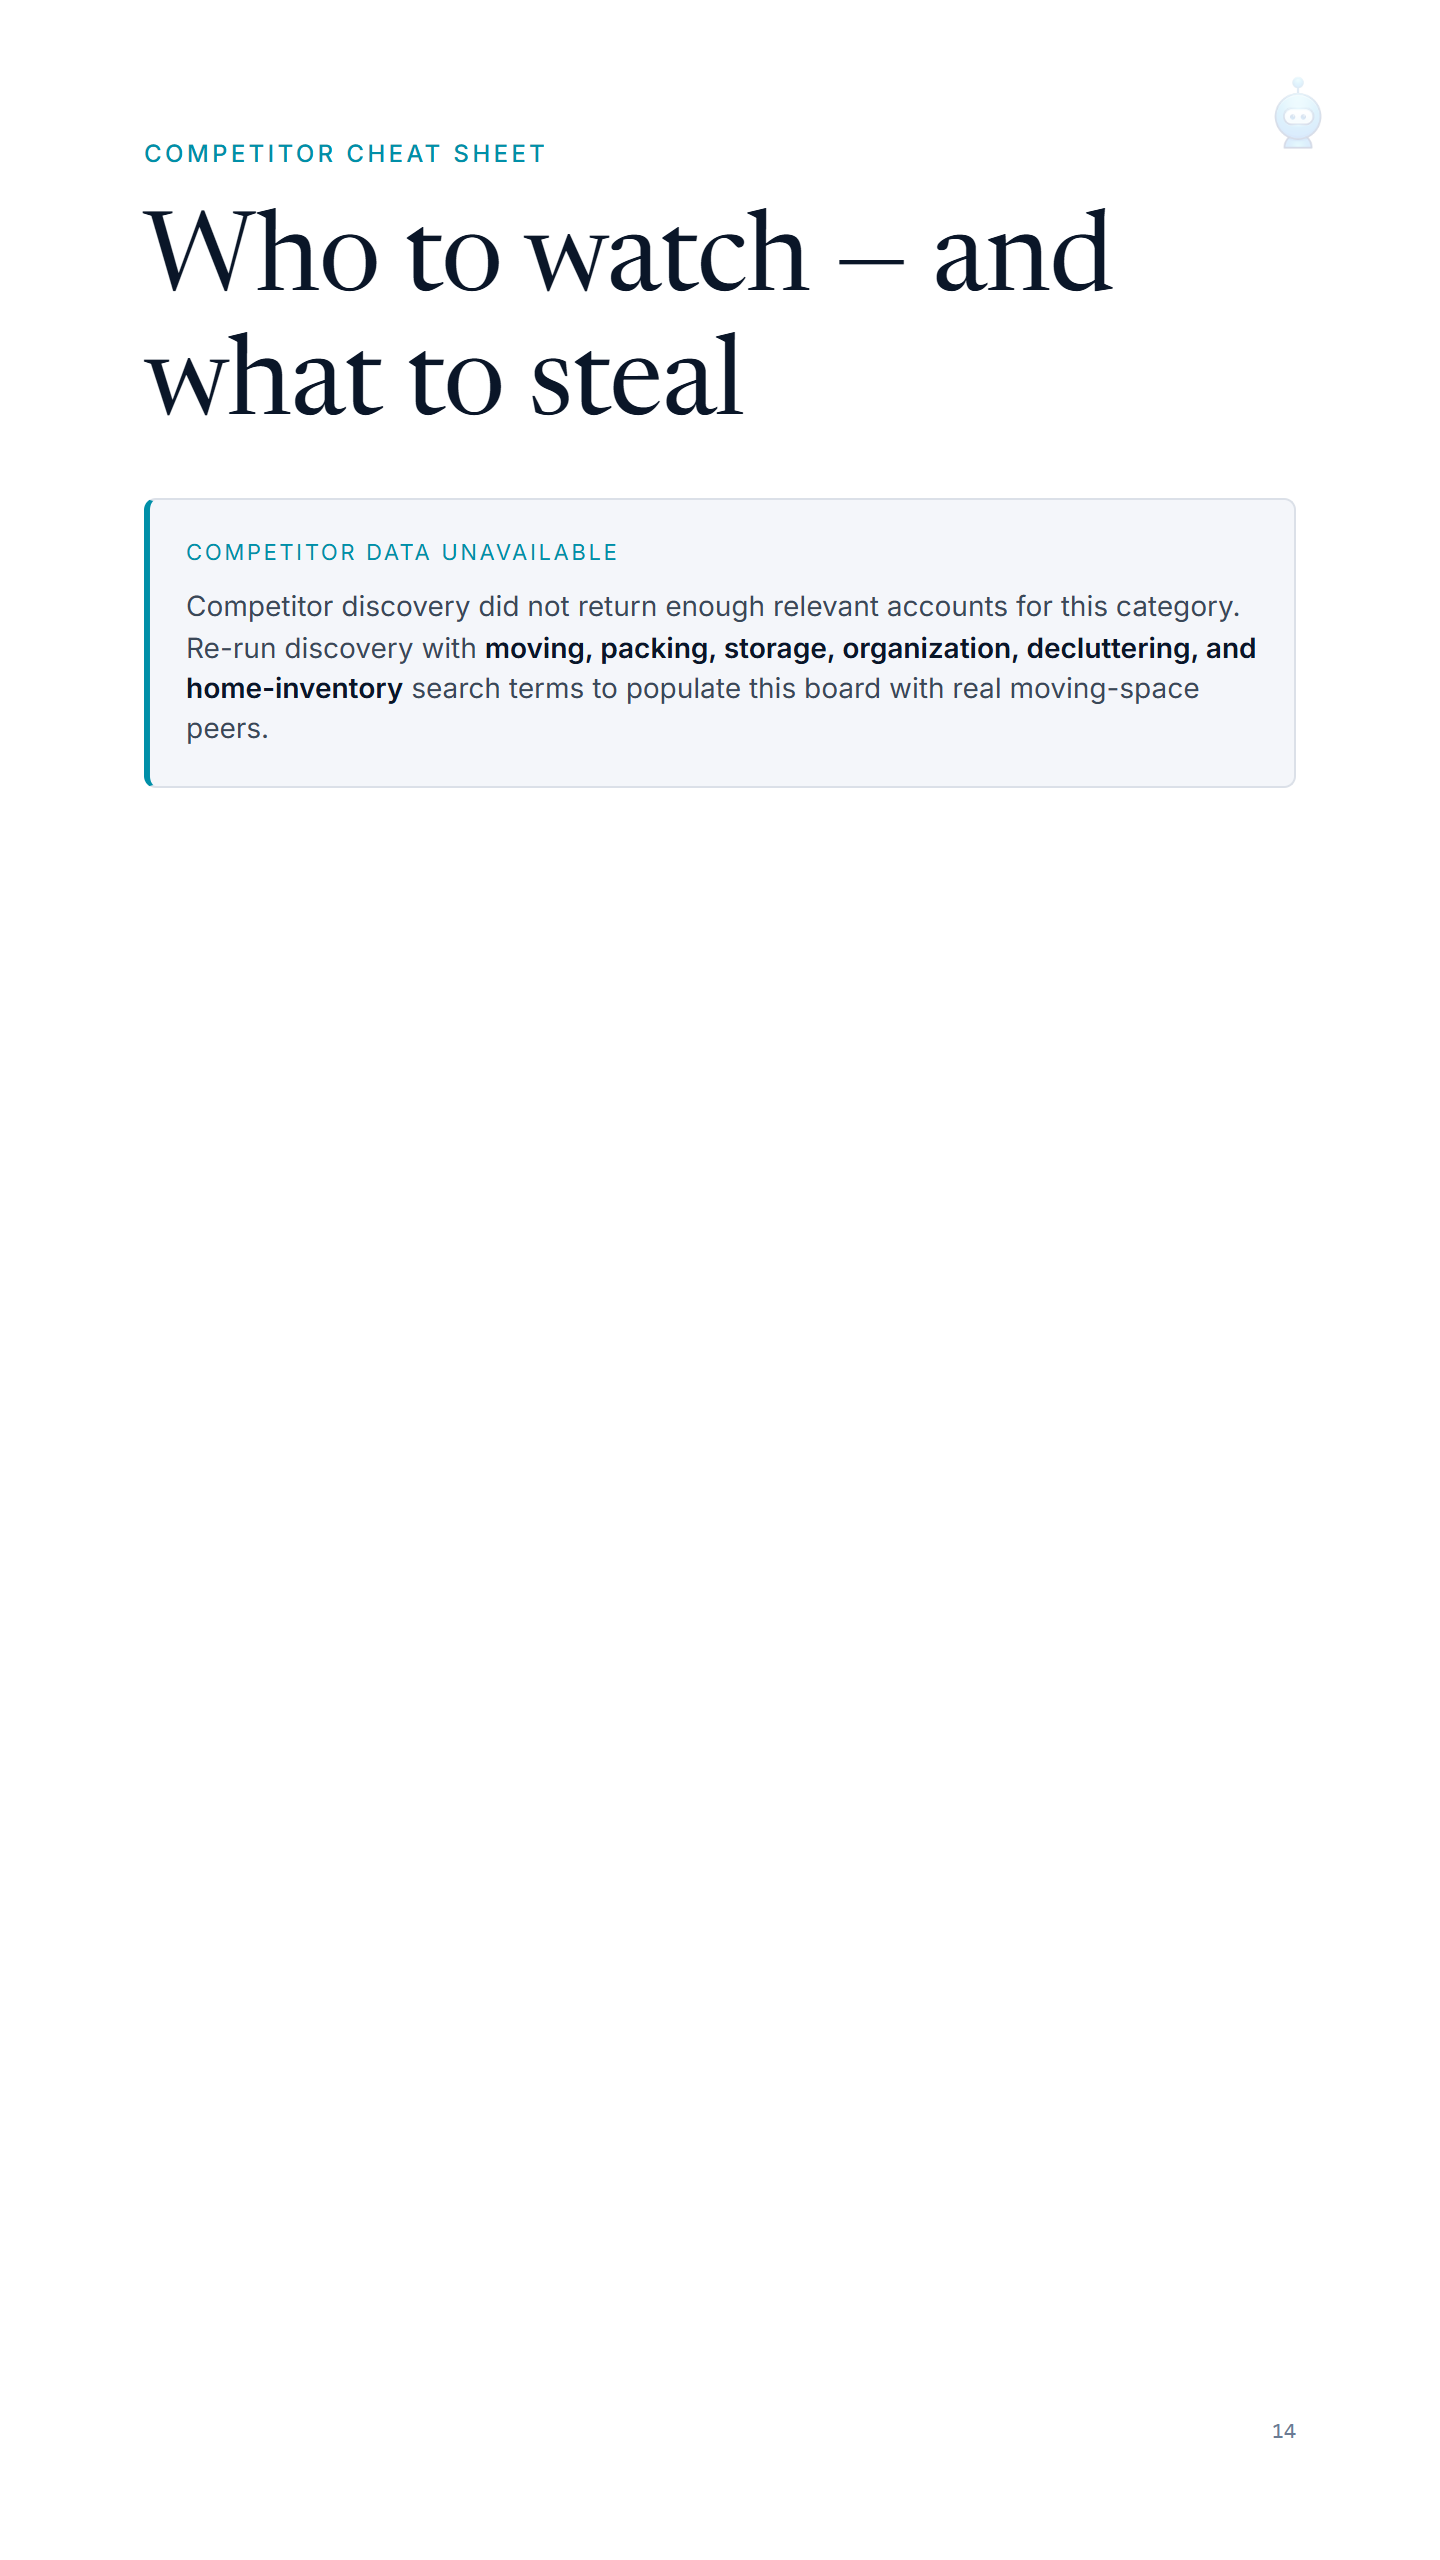 COMPETITOR CHEAT SHEET
Who to watch – and
what to steal
COMPETITOR DATA UNAVAILABLE
Competitor discovery did not return enough relevant accounts for this category.
Re-run discovery with moving, packing, storage, organization, decluttering, and
home-inventory search terms to populate this board with real moving-space
peers.
14